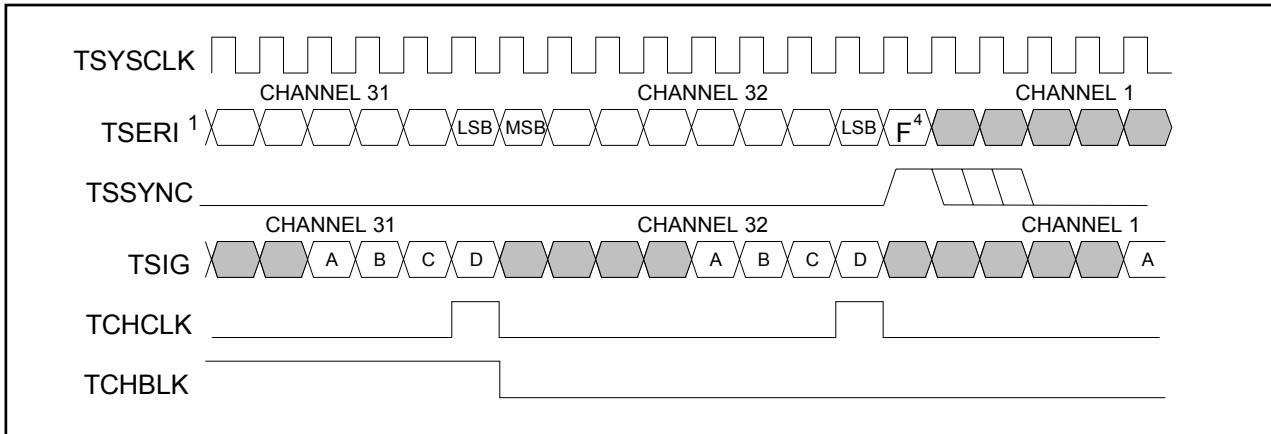 TSYSCLK
CHANNEL 31 CHANNEL 32 CHANNEL 1
TSERI 1 LSB MSB LSB F4
TSSYNC
CHANNEL 31 CHANNEL 32 CHANNEL 1
TSIG A B C D A B C D A
TCHCLK
TCHBLK